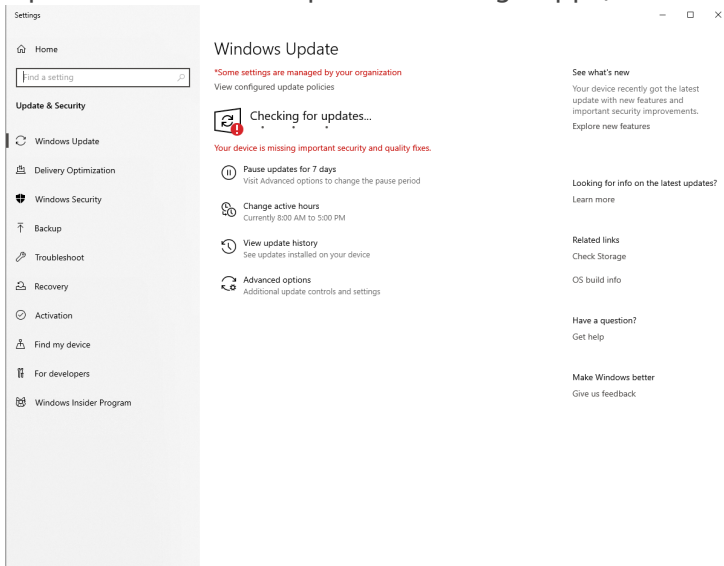 Settings
Home
Find a setting
Update & Security
Windows Update
Delivery Optimization
Windows Security
Backup
Troubleshoot
Recovery
Activation
Find my device
For developers
Windows Insider Program
Windows Update
*Some settings are managed by your organization
View configured update policies
Checking for updates...
Your device is missing important security and quality fixes.
Pause updates for 7 days
Visit Advanced options to change the pause period
Change active hours
Currently 8:00 AM to 5:00 PM
View update history
See updates installed on your device
Advanced options
Additional update controls and settings
See what's new
Your device recently got the latest
update with new features and
important security improvements.
Explore new features
Looking for info on the latest updates?
Learn more
Related links
Check Storage
OS build info
Have a question?
Get help
Make Windows better
Give us feedback